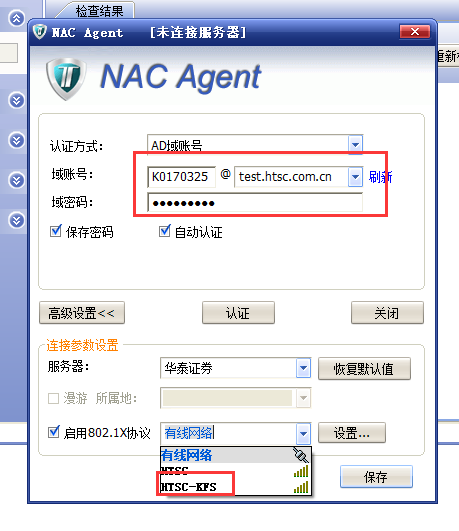 检查结果
NAC Agent [未连接服务器]
重新检
NAC Agent
认证方式: AD域账号
域账号: K0170325 @ test.htsc.com.cn 刷新
域密码: ●●●●●●●●●
保存密码 自动认证
高级设置<< 认证 关闭
连接参数设置
服务器: 华泰证券 恢复默认值
漫游 所属地:
启用802.1X协议 有线网络 设置...
有线网络
HTSC
HTSC-KFS
保存